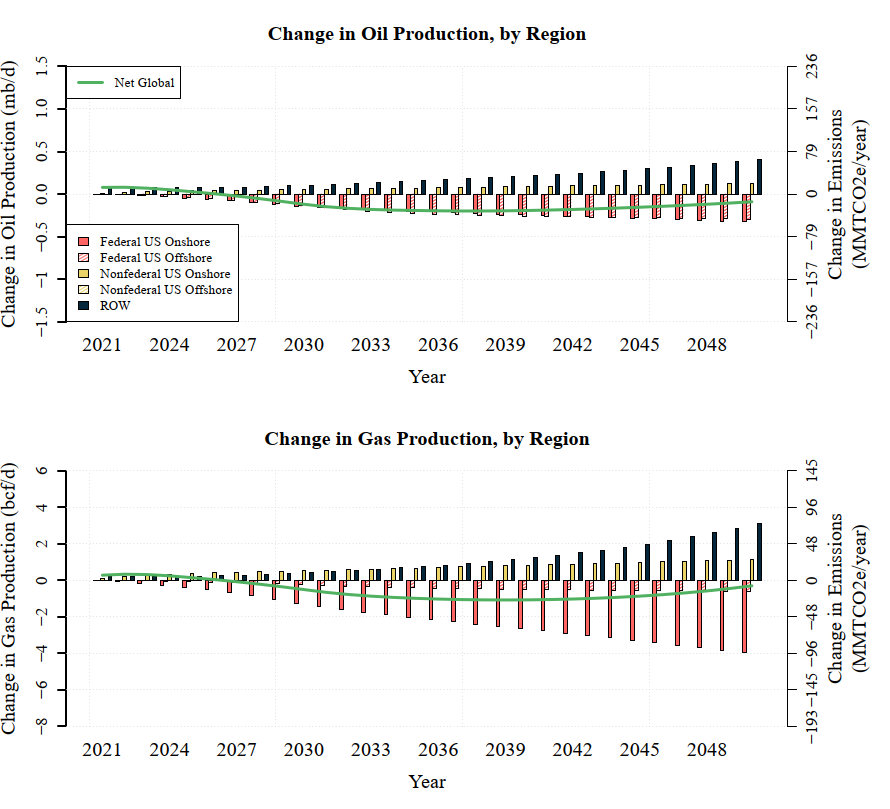 Change in Oil Production, by Region
Change in Oil Production (mb/d)
1.5
1.0
0.5
0.0
−0.5
−1
−1.5
Net Global
Federal US Onshore
Federal US Offshore
Nonfederal US Onshore
Nonfederal US Offshore
ROW
236
157
79
0
−79
−157
−236
Change in Emissions
(MMTCO2e/year)
2021 2024 2027 2030 2033 2036 2039 2042 2045 2048
Year
Change in Gas Production, by Region
Change in Gas Production (bcf/d)
6
4
2
0
−2
−4
−6
−8
145
96
48
0
−48
−96
−145
−193
Change in Emissions
(MMTCO2e/year)
2021 2024 2027 2030 2033 2036 2039 2042 2045 2048
Year